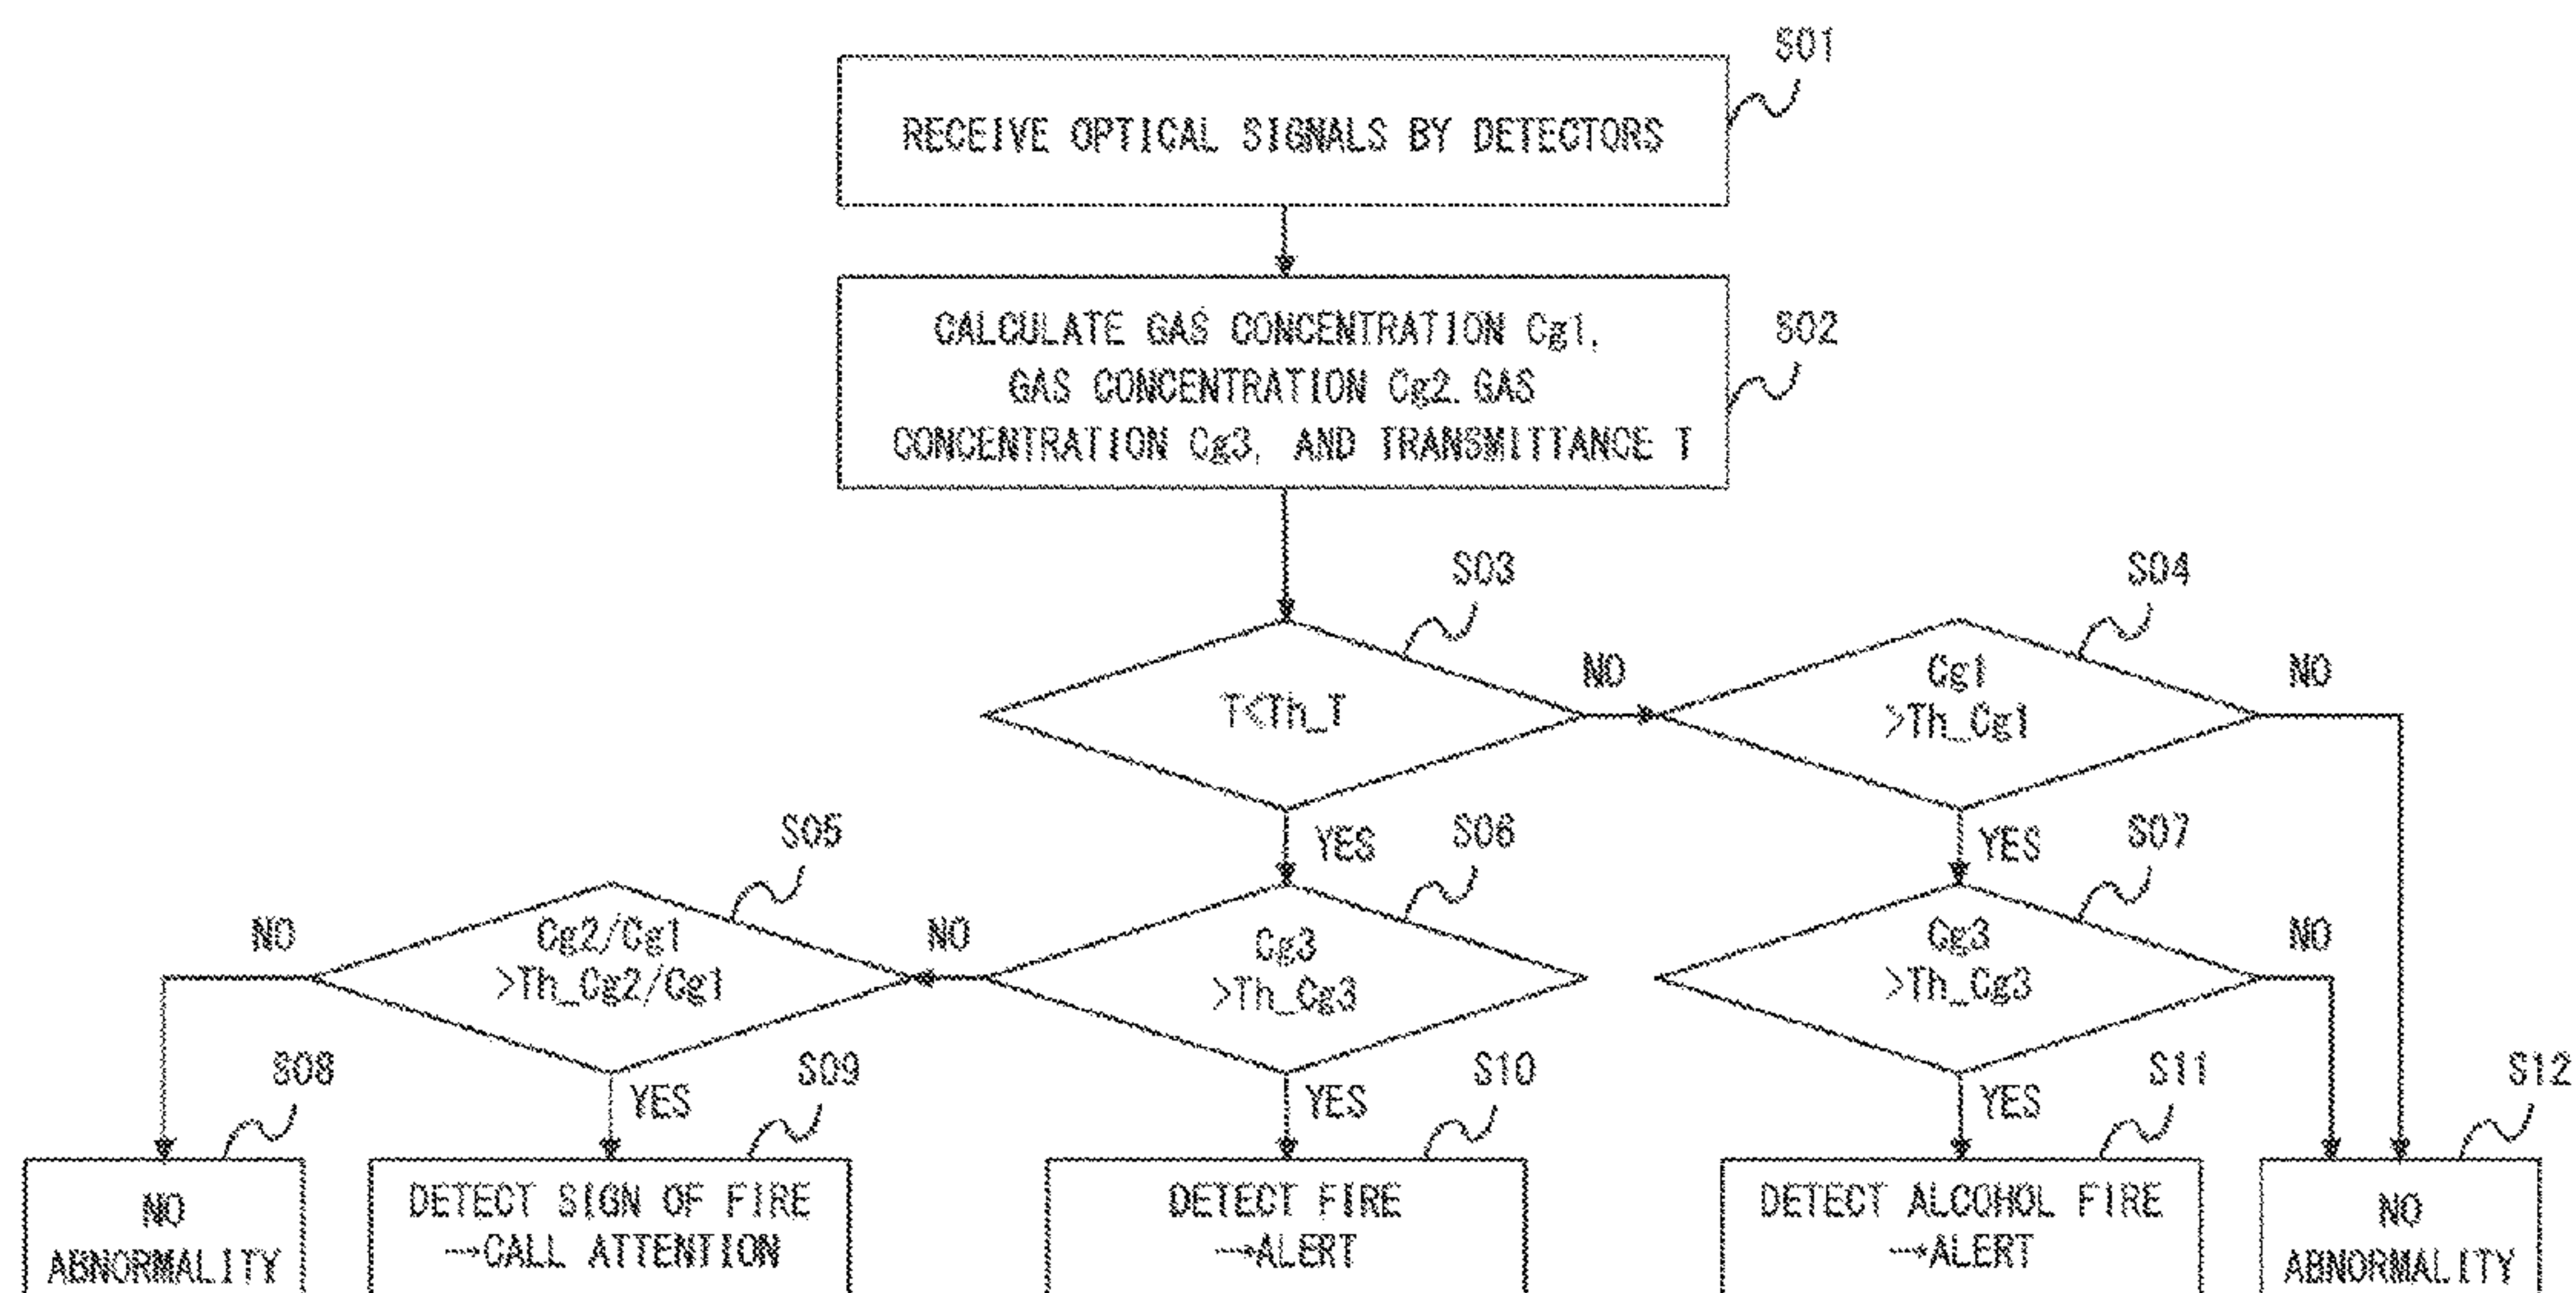 S01
RECEIVE OPTICAL SIGNALS BY DETECTORS
CALCULATE GAS CONCENTRATION Cg1,
GAS CONCENTRATION Cg2. GAS
CONCENTRATION Cg3, AND TRANSMITTANCE T
S02
S03
T<Th_T
NO
S04
Cg1
>Th_Cg1
NO
YES
YES
S05
Cg2/Cg1
>Th_Cg2/Cg1
NO
S06
Cg3
>Th_Cg3
NO
S07
Cg3
>Th_Cg3
NO
YES
YES
YES
S08
NO
ABNORMALITY
S09
DETECT SIGN OF FIRE
→CALL ATTENTION
S10
DETECT FIRE
→ALERT
S11
DETECT ALCOHOL FIRE
→ALERT
S12
NO
ABNORMALITY